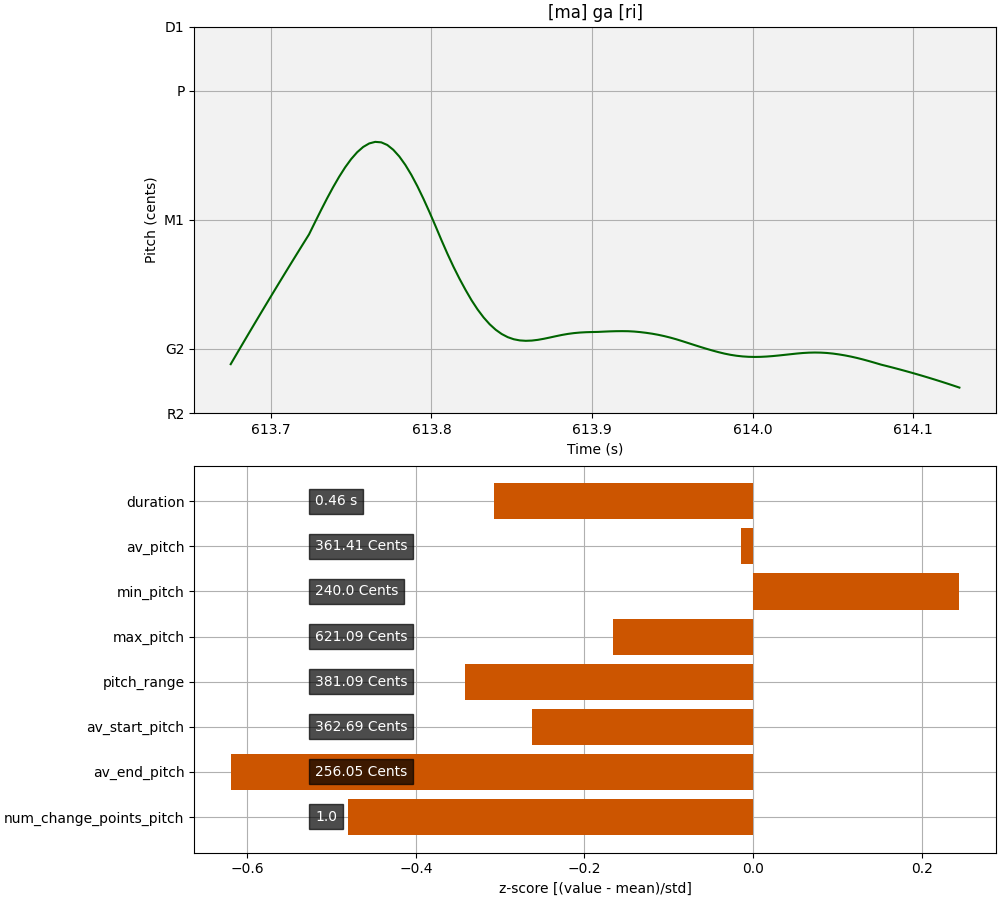 [ma] ga [ri]
D1
P
M1
G2
R2
Pitch (cents)
613.7 613.8 613.9 614.0 614.1
Time (s)
duration 0.46 s
av_pitch 361.41 Cents
min_pitch 240.0 Cents
max_pitch 621.09 Cents
pitch_range 381.09 Cents
av_start_pitch 362.69 Cents
av_end_pitch 256.05 Cents
num_change_points_pitch 1.0
−0.6 −0.4 −0.2 0.0 0.2
z-score [(value - mean)/std]